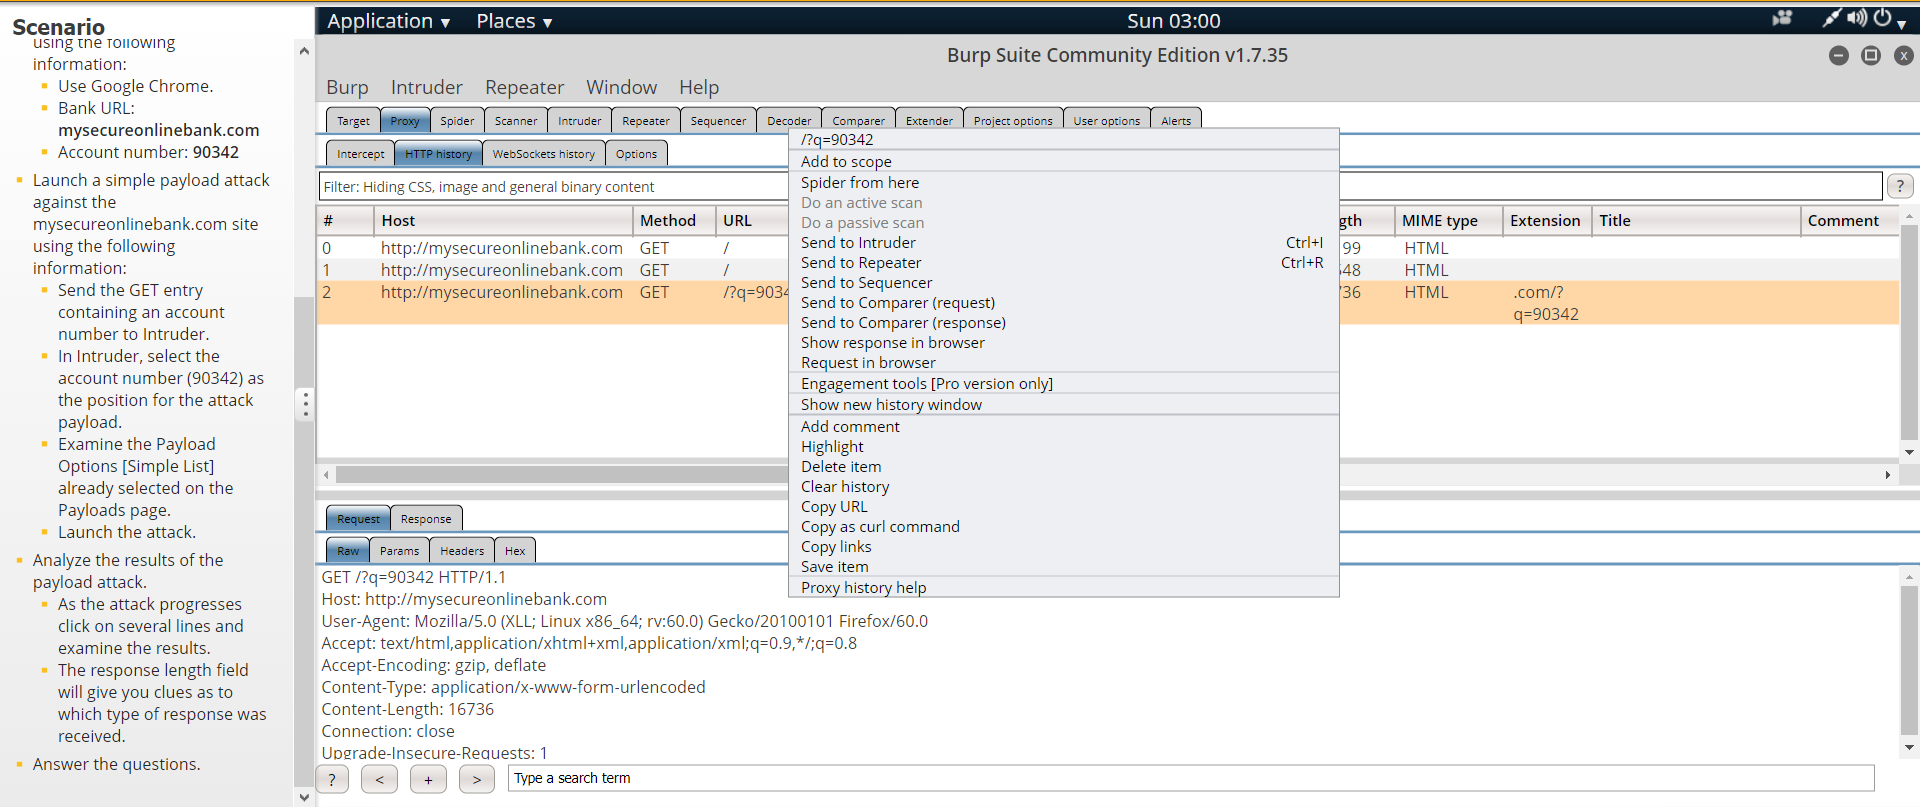 Scenario
using the following
information:
Use Google Chrome.
Bank URL:
mysecureonlinebank.com
Account number: 90342
Launch a simple payload attack
against the
mysecureonlinebank.com site
using the following
information:
Send the GET entry
containing an account
number to Intruder.
In Intruder, select the
account number (90342) as
the position for the attack
payload.
Examine the Payload
Options [Simple List]
already selected on the
Payloads page.
Launch the attack.
Analyze the results of the
payload attack.
As the attack progresses
click on several lines and
examine the results.
The response length field
will give you clues as to
which type of response was
received.
Answer the questions.
Application Places Sun 03:00
Burp Suite Community Edition v1.7.35
Burp Intruder Repeater Window Help
Target Proxy Spider Scanner Intruder Repeater Sequencer Decoder Comparer Extender Project options User options Alerts
Intercept HTTP history WebSockets history Options
Filter: Hiding CSS, image and general binary content ?
# Host Method URL gth MIME type Extension Title Comment
0 http://mysecureonlinebank.com GET / 99 HTML
1 http://mysecureonlinebank.com GET / 48 HTML
2 http://mysecureonlinebank.com GET /?q=9034 36 HTML .com/?
q=90342
/?q=90342
Add to scope
Spider from here
Do an active scan
Do a passive scan
Send to Intruder Ctrl+I
Send to Repeater Ctrl+R
Send to Sequencer
Send to Comparer (request)
Send to Comparer (response)
Show response in browser
Request in browser
Engagement tools [Pro version only]
Show new history window
Add comment
Highlight
Delete item
Clear history
Copy URL
Copy as curl command
Copy links
Save item
Proxy history help
Request Response
Raw Params Headers Hex
GET /?q=90342 HTTP/1.1
Host: http://mysecureonlinebank.com
User-Agent: Mozilla/5.0 (XLL; Linux x86_64; rv:60.0) Gecko/20100101 Firefox/60.0
Accept: text/html,application/xhtml+xml,application/xml;q=0.9,*/;q=0.8
Accept-Encoding: gzip, deflate
Content-Type: application/x-www-form-urlencoded
Content-Length: 16736
Connection: close
Upgrade-Insecure-Requests: 1
? < + > Type a search term